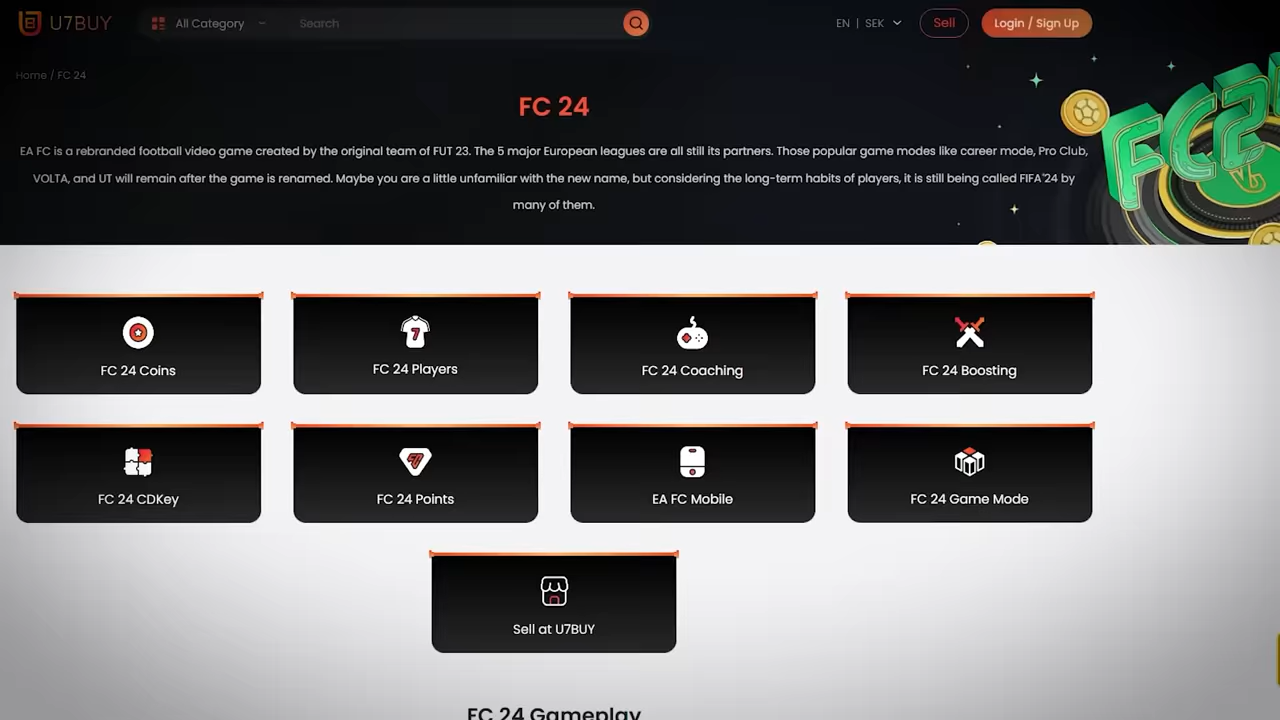 U7BUY
All Category
Search
EN | SEK
Sell
Login / Sign Up
Home / FC 24
FC 24
EA FC is a rebranded football video game created by the original team of FUT 23. The 5 major European leagues are all still its partners. Those popular game modes like career mode, Pro Club,
VOLTA, and UT will remain after the game is renamed. Maybe you are a little unfamiliar with the new name, but considering the long-term habits of players, it is still being called FIFA'24 by
many of them.
FC 24 Coins
7
FC 24 Players
FC 24 Coaching
FC 24 Boosting
FC 24 CDKey
FC 24 Points
EA FC Mobile
FC 24 Game Mode
Sell at U7BUY
FC 24 Gameplay